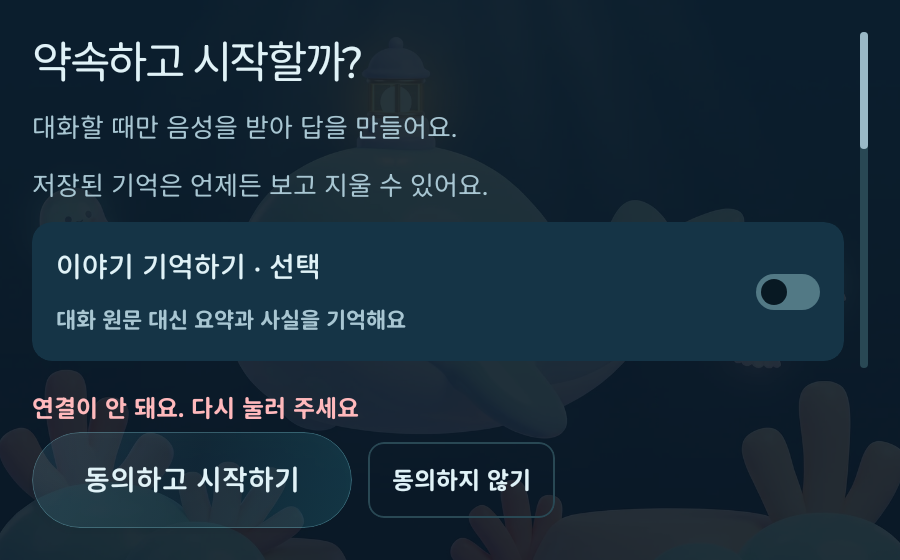 약속하고 시작할까?
대화할 때만 음성을 받아 답을 만들어요.
저장된 기억은 언제든 보고 지울 수 있어요.
이야기 기억하기 · 선택
대화 원문 대신 요약과 사실을 기억해요
연결이 안 돼요. 다시 눌러 주세요
동의하고 시작하기
동의하지 않기